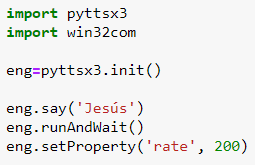 import pyttsx3
import win32com
eng=pyttsx3.init()
eng.say('Jesús')
eng.runAndWait()
eng.setProperty('rate', 200)